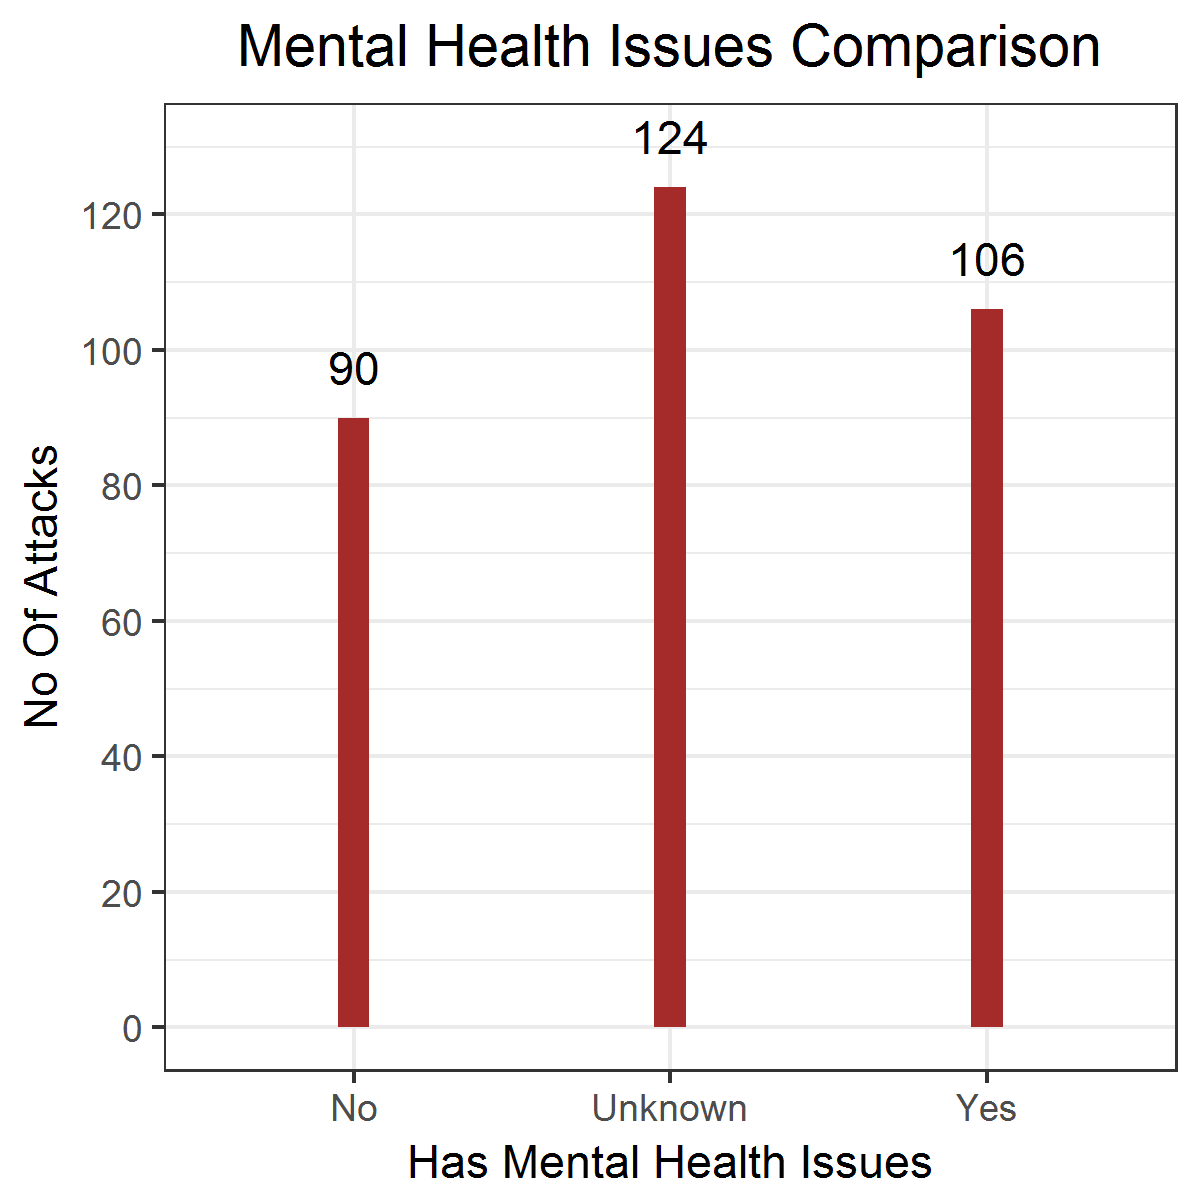 Mental Health Issues Comparison
124
106
90
120
100
80
60
40
20
0
No Of Attacks
No
Unknown
Yes
Has Mental Health Issues